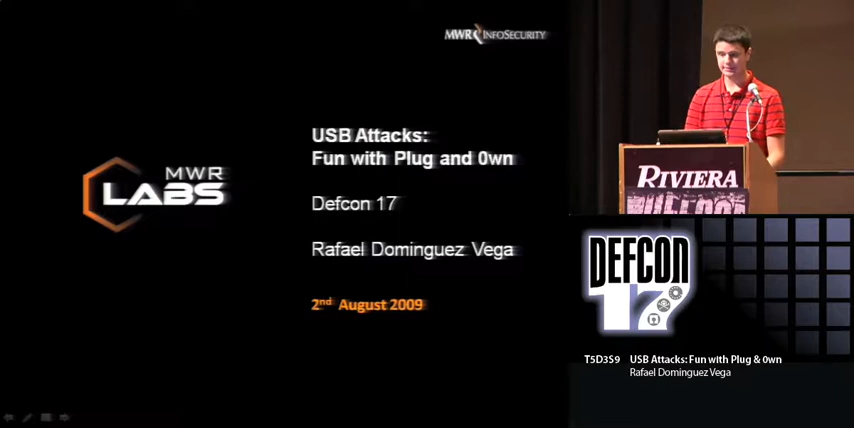 MWR INFOSECURITY
MWR
LABS
USB Attacks:
Fun with Plug and 0wn
Defcon 17
Rafael Dominguez Vega
2nd August 2009
RIVIERA
DEFCON
17
T5D3S9 USB Attacks: Fun with Plug & 0wn
Rafael Dominguez Vega